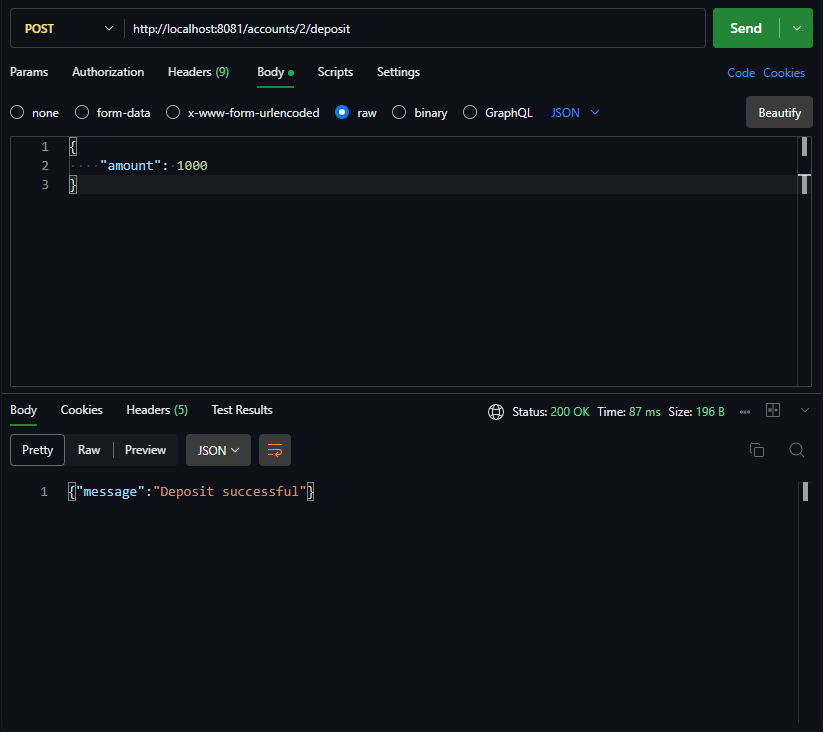 POST http://localhost:8081/accounts/2/deposit Send
Params Authorization Headers (9) Body Scripts Settings Code Cookies
none form-data x-www-form-urlencoded raw binary GraphQL JSON Beautify
1 {
2 ····"amount":·1000
3 }
Body Cookies Headers (5) Test Results Status: 200 OK Time: 87 ms Size: 196 B
Pretty Raw Preview JSON
1 {"message":"Deposit successful"}